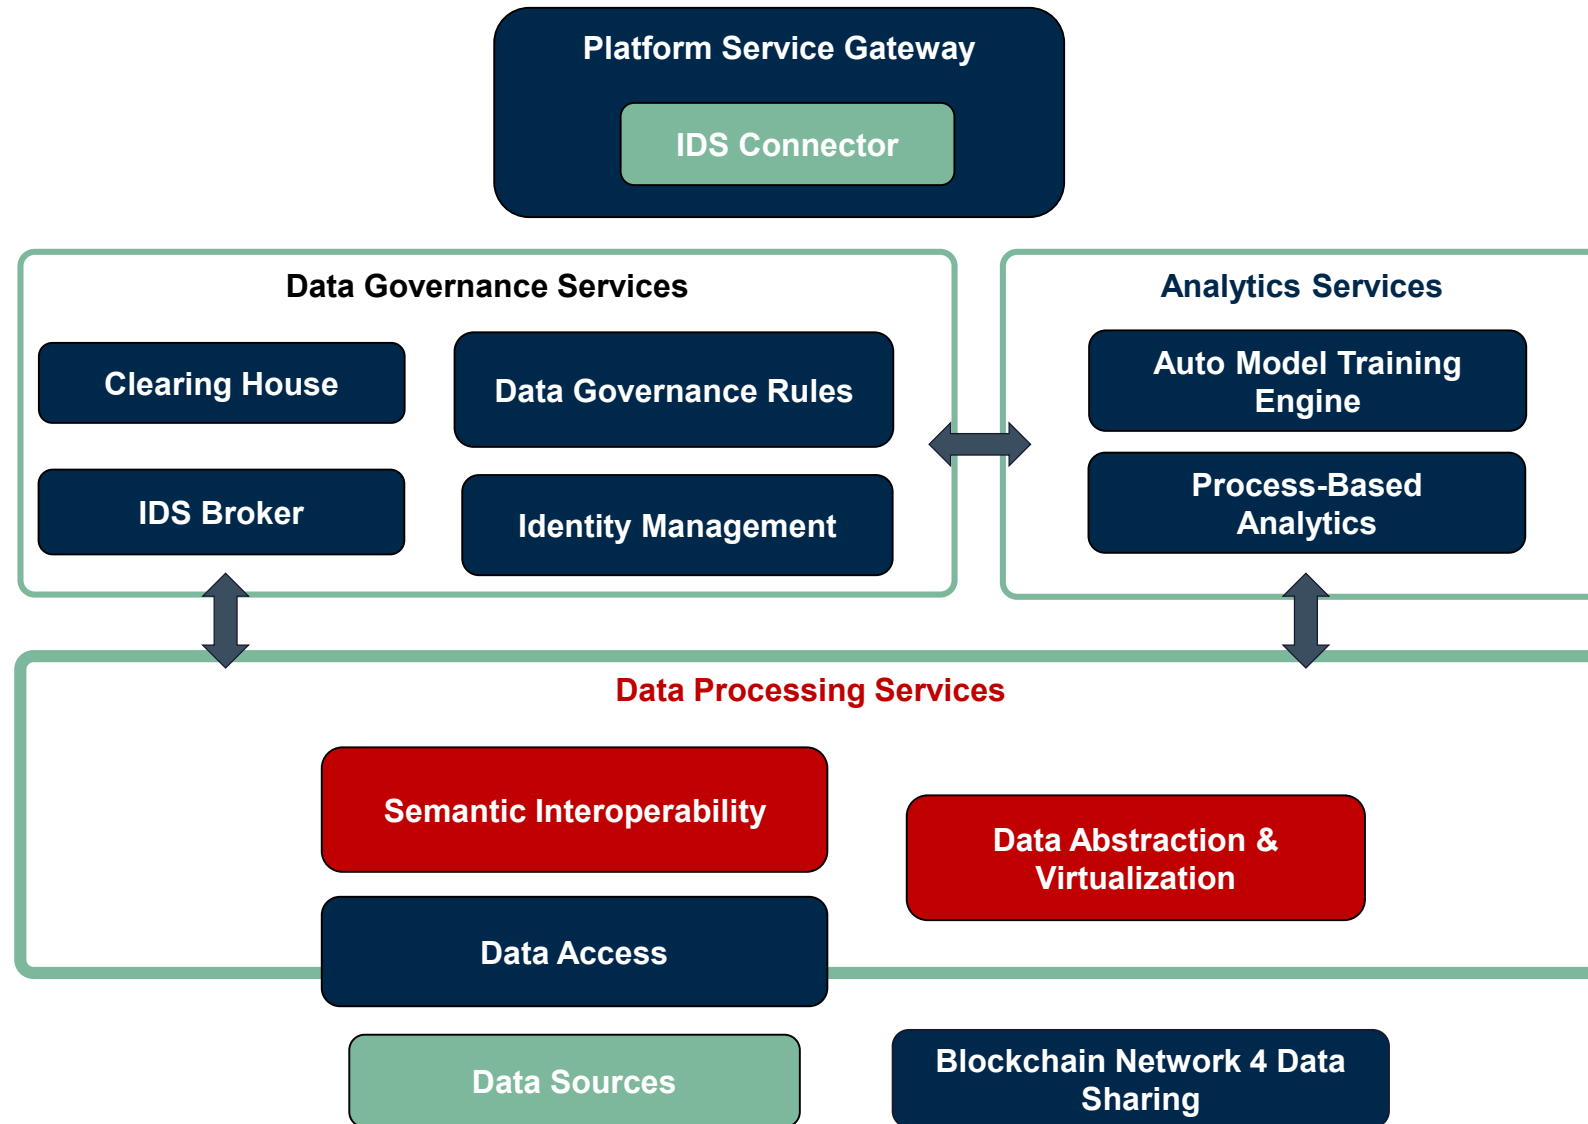 Platform Service Gateway
IDS Connector
Data Governance Services
Clearing House
Data Governance Rules
IDS Broker
Identity Management
Analytics Services
Auto Model Training
Engine
Process-Based
Analytics
Data Processing Services
Semantic Interoperability
Data Abstraction &
Virtualization
Data Access
Data Sources
Blockchain Network 4 Data
Sharing